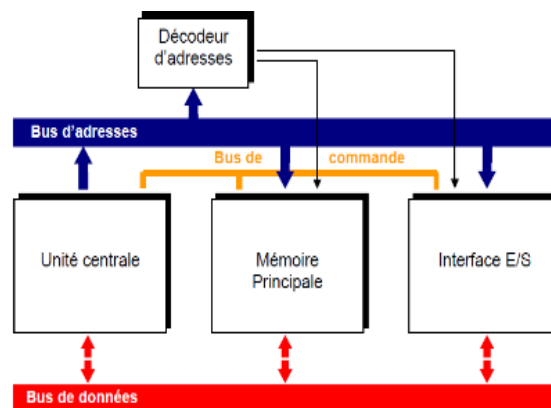 Décodeur
d'adresses
Bus d'adresses
Bus de commande
Unité centrale
Mémoire
Principale
Interface E/S
Bus de données